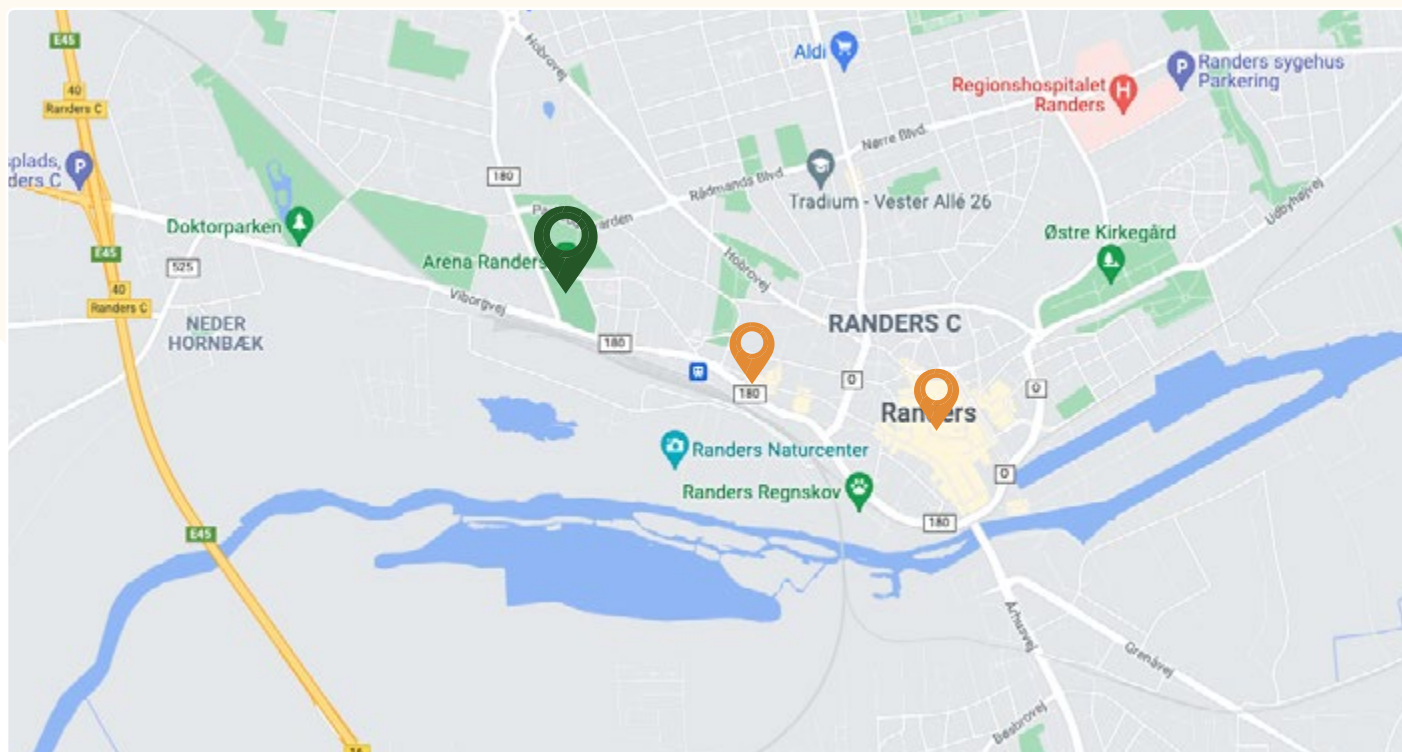 E45
40
Randers C
splads,
ders C
Hobrovej
Aldi
Regionshospitalet
Randers
Randers sygehus
Parkering
180
Nørre Blvd.
Rådmands Blvd.
Tradium - Vester Allé 26
Udbyhøjvej
Doktorparken
Østre Kirkegård
Arena Randers
Hobrovej
E45
525
40
Randers C
Viborgvej
NEDER
HORNBÆK
180
RANDERS C
180
0
0
Randers
Randers Naturcenter
0
Randers Regnskov
180
E45
Århusvej
Grenåvej
Bøsbrovej